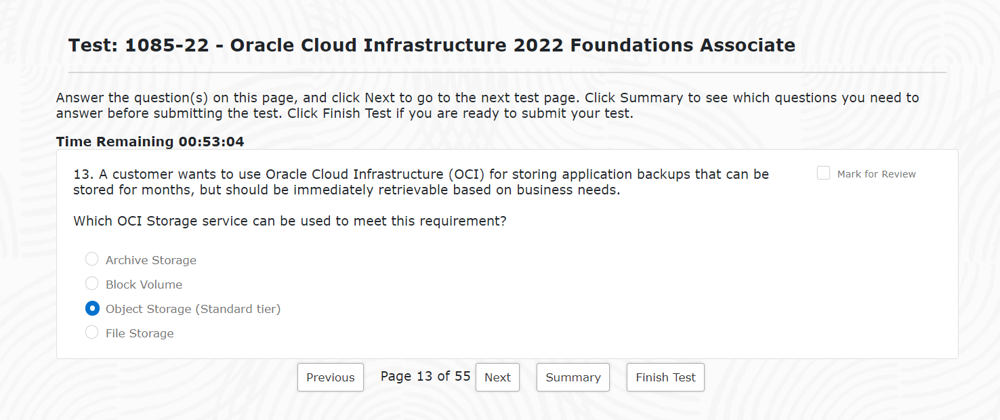 Test: 1085-22 - Oracle Cloud Infrastructure 2022 Foundations Associate
Answer the question(s) on this page, and click Next to go to the next test page. Click Summary to see which questions you need to
answer before submitting the test. Click Finish Test if you are ready to submit your test.
Time Remaining 00:53:04
13. A customer wants to use Oracle Cloud Infrastructure (OCI) for storing application backups that can be
stored for months, but should be immediately retrievable based on business needs.
Mark for Review
Which OCI Storage service can be used to meet this requirement?
Archive Storage
Block Volume
Object Storage (Standard tier)
File Storage
Previous Page 13 of 55 Next Summary Finish Test